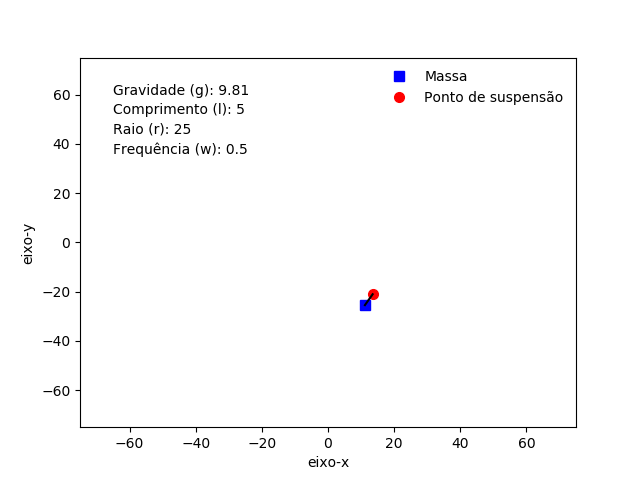 Gravidade (g): 9.81
Comprimento (l): 5
Raio (r): 25
Frequência (w): 0.5
Massa
Ponto de suspensão
60
40
20
0
−20
−40
−60
eixo-y
−60 −40 −20 0 20 40 60
eixo-x